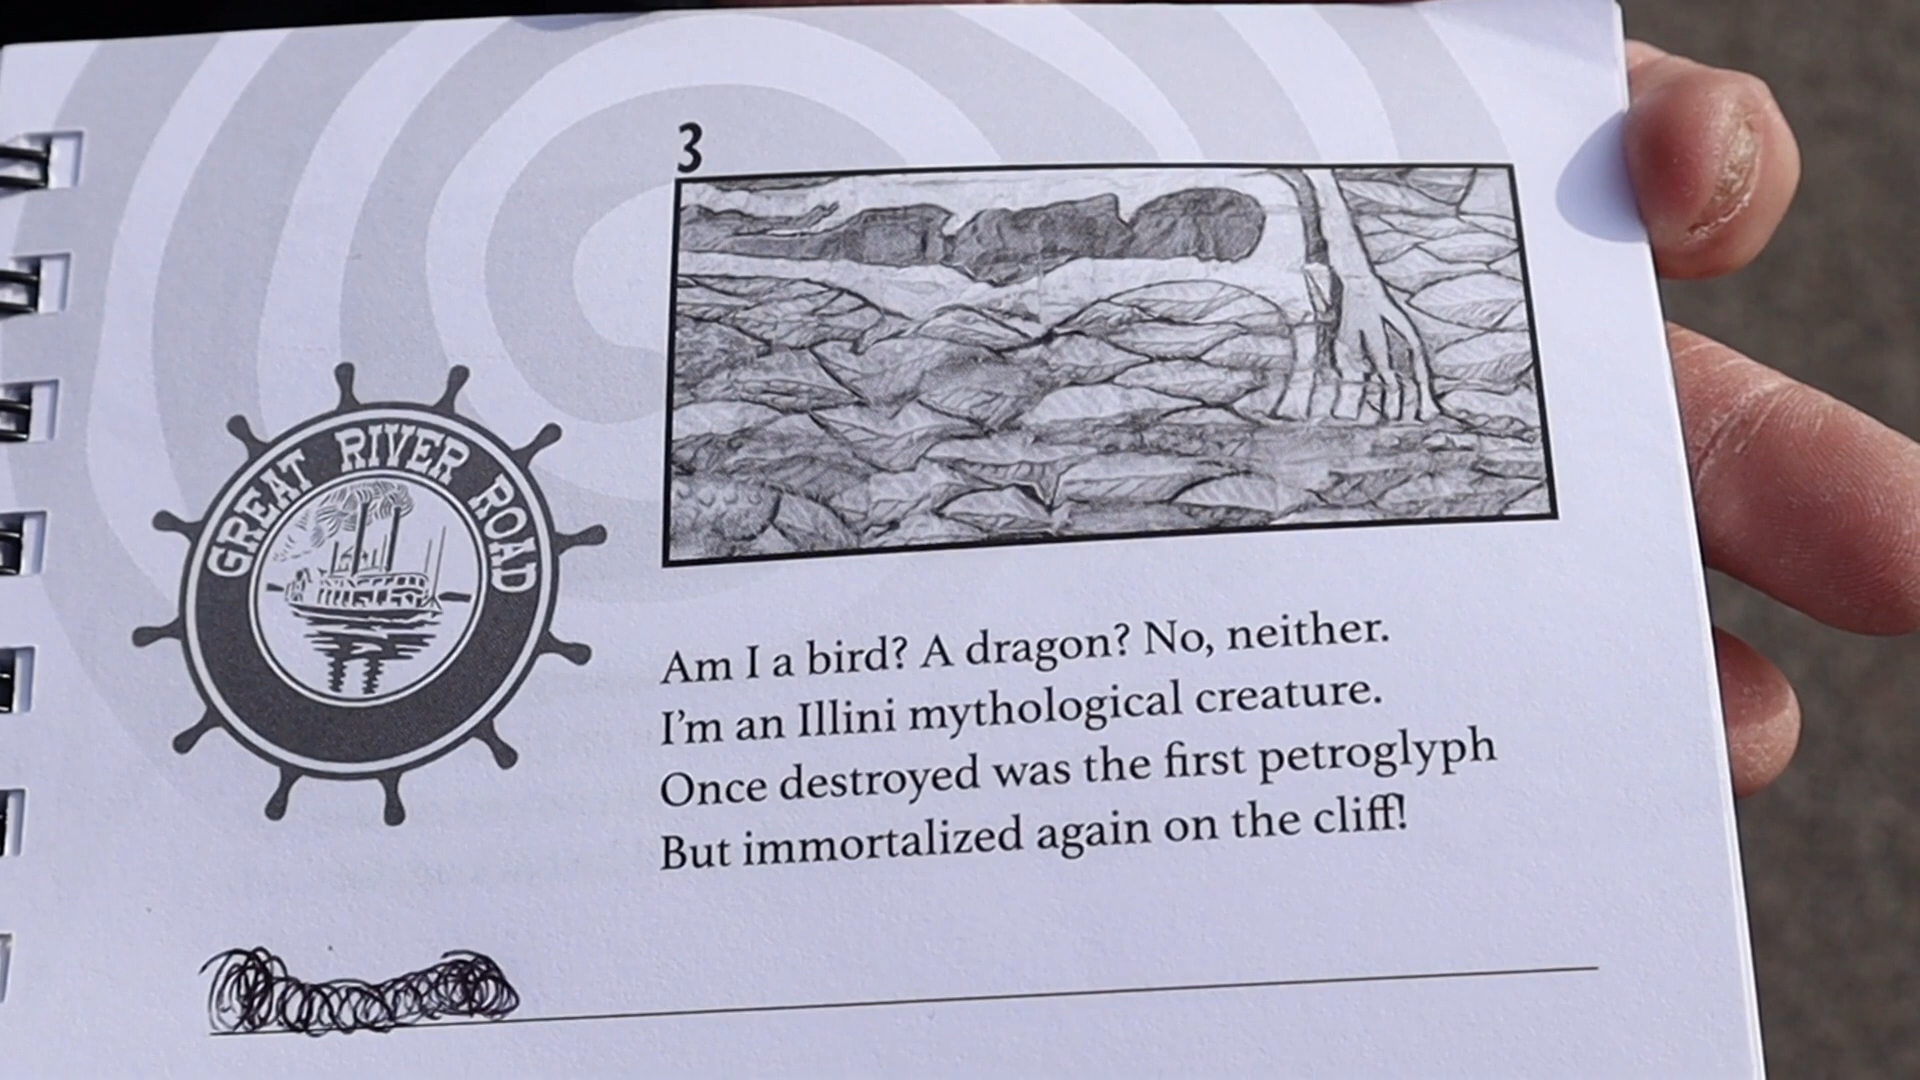 3
GREAT RIVER ROAD
Am I a bird? A dragon? No, neither.
I'm an Illini mythological creature.
Once destroyed was the first petroglyph
But immortalized again on the cliff!